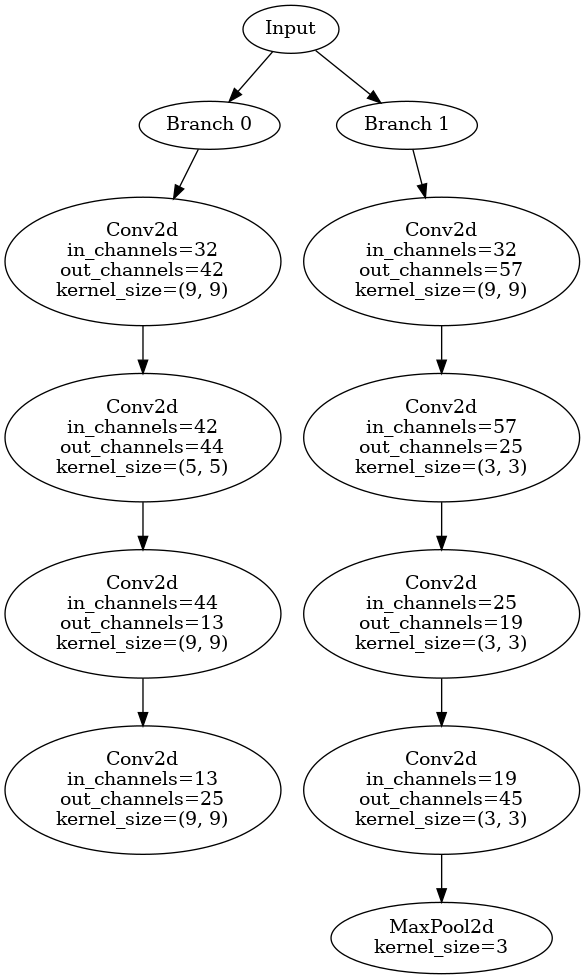 Input
Branch 0
Branch 1
Conv2d
in_channels=32
out_channels=42
kernel_size=(9, 9)
Conv2d
in_channels=32
out_channels=57
kernel_size=(9, 9)
Conv2d
in_channels=42
out_channels=44
kernel_size=(5, 5)
Conv2d
in_channels=57
out_channels=25
kernel_size=(3, 3)
Conv2d
in_channels=44
out_channels=13
kernel_size=(9, 9)
Conv2d
in_channels=25
out_channels=19
kernel_size=(3, 3)
Conv2d
in_channels=13
out_channels=25
kernel_size=(9, 9)
Conv2d
in_channels=19
out_channels=45
kernel_size=(3, 3)
MaxPool2d
kernel_size=3